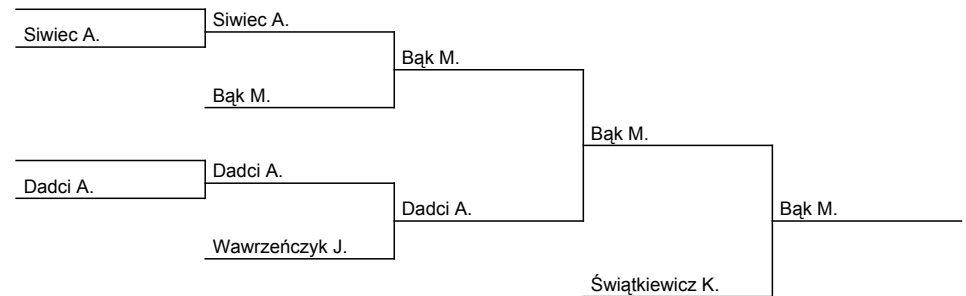 Siwiec A.
Siwiec A.
Bąk M.
Bąk M.
Bąk M.
Dadci A.
Dadci A.
Dadci A.
Bąk M.
Wawrzeńczyk J.
Świątkiewicz K.